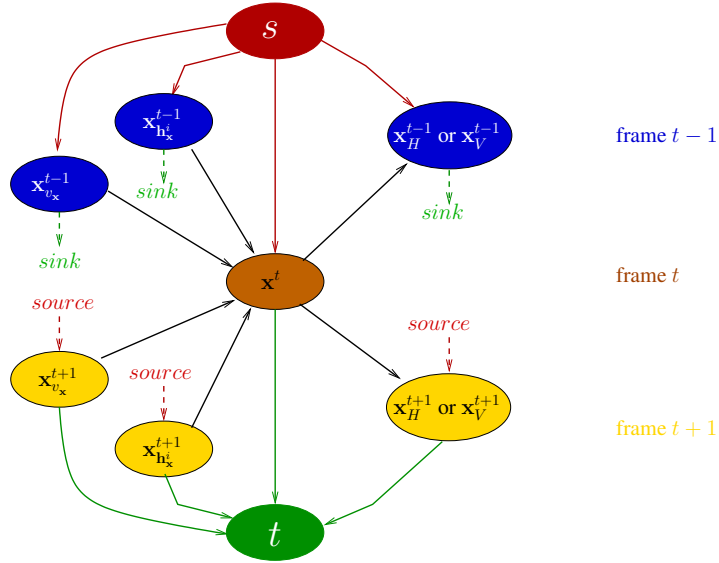 s
x_{h_x^i}^{t-1}
x_H^{t-1} or x_V^{t-1}
frame t − 1
x_{v_x}^{t-1}
sink
sink
sink
x^t
frame t
source
source
x_{v_x}^{t+1}
source
x_H^{t+1} or x_V^{t+1}
frame t + 1
x_{h_x^i}^{t+1}
t